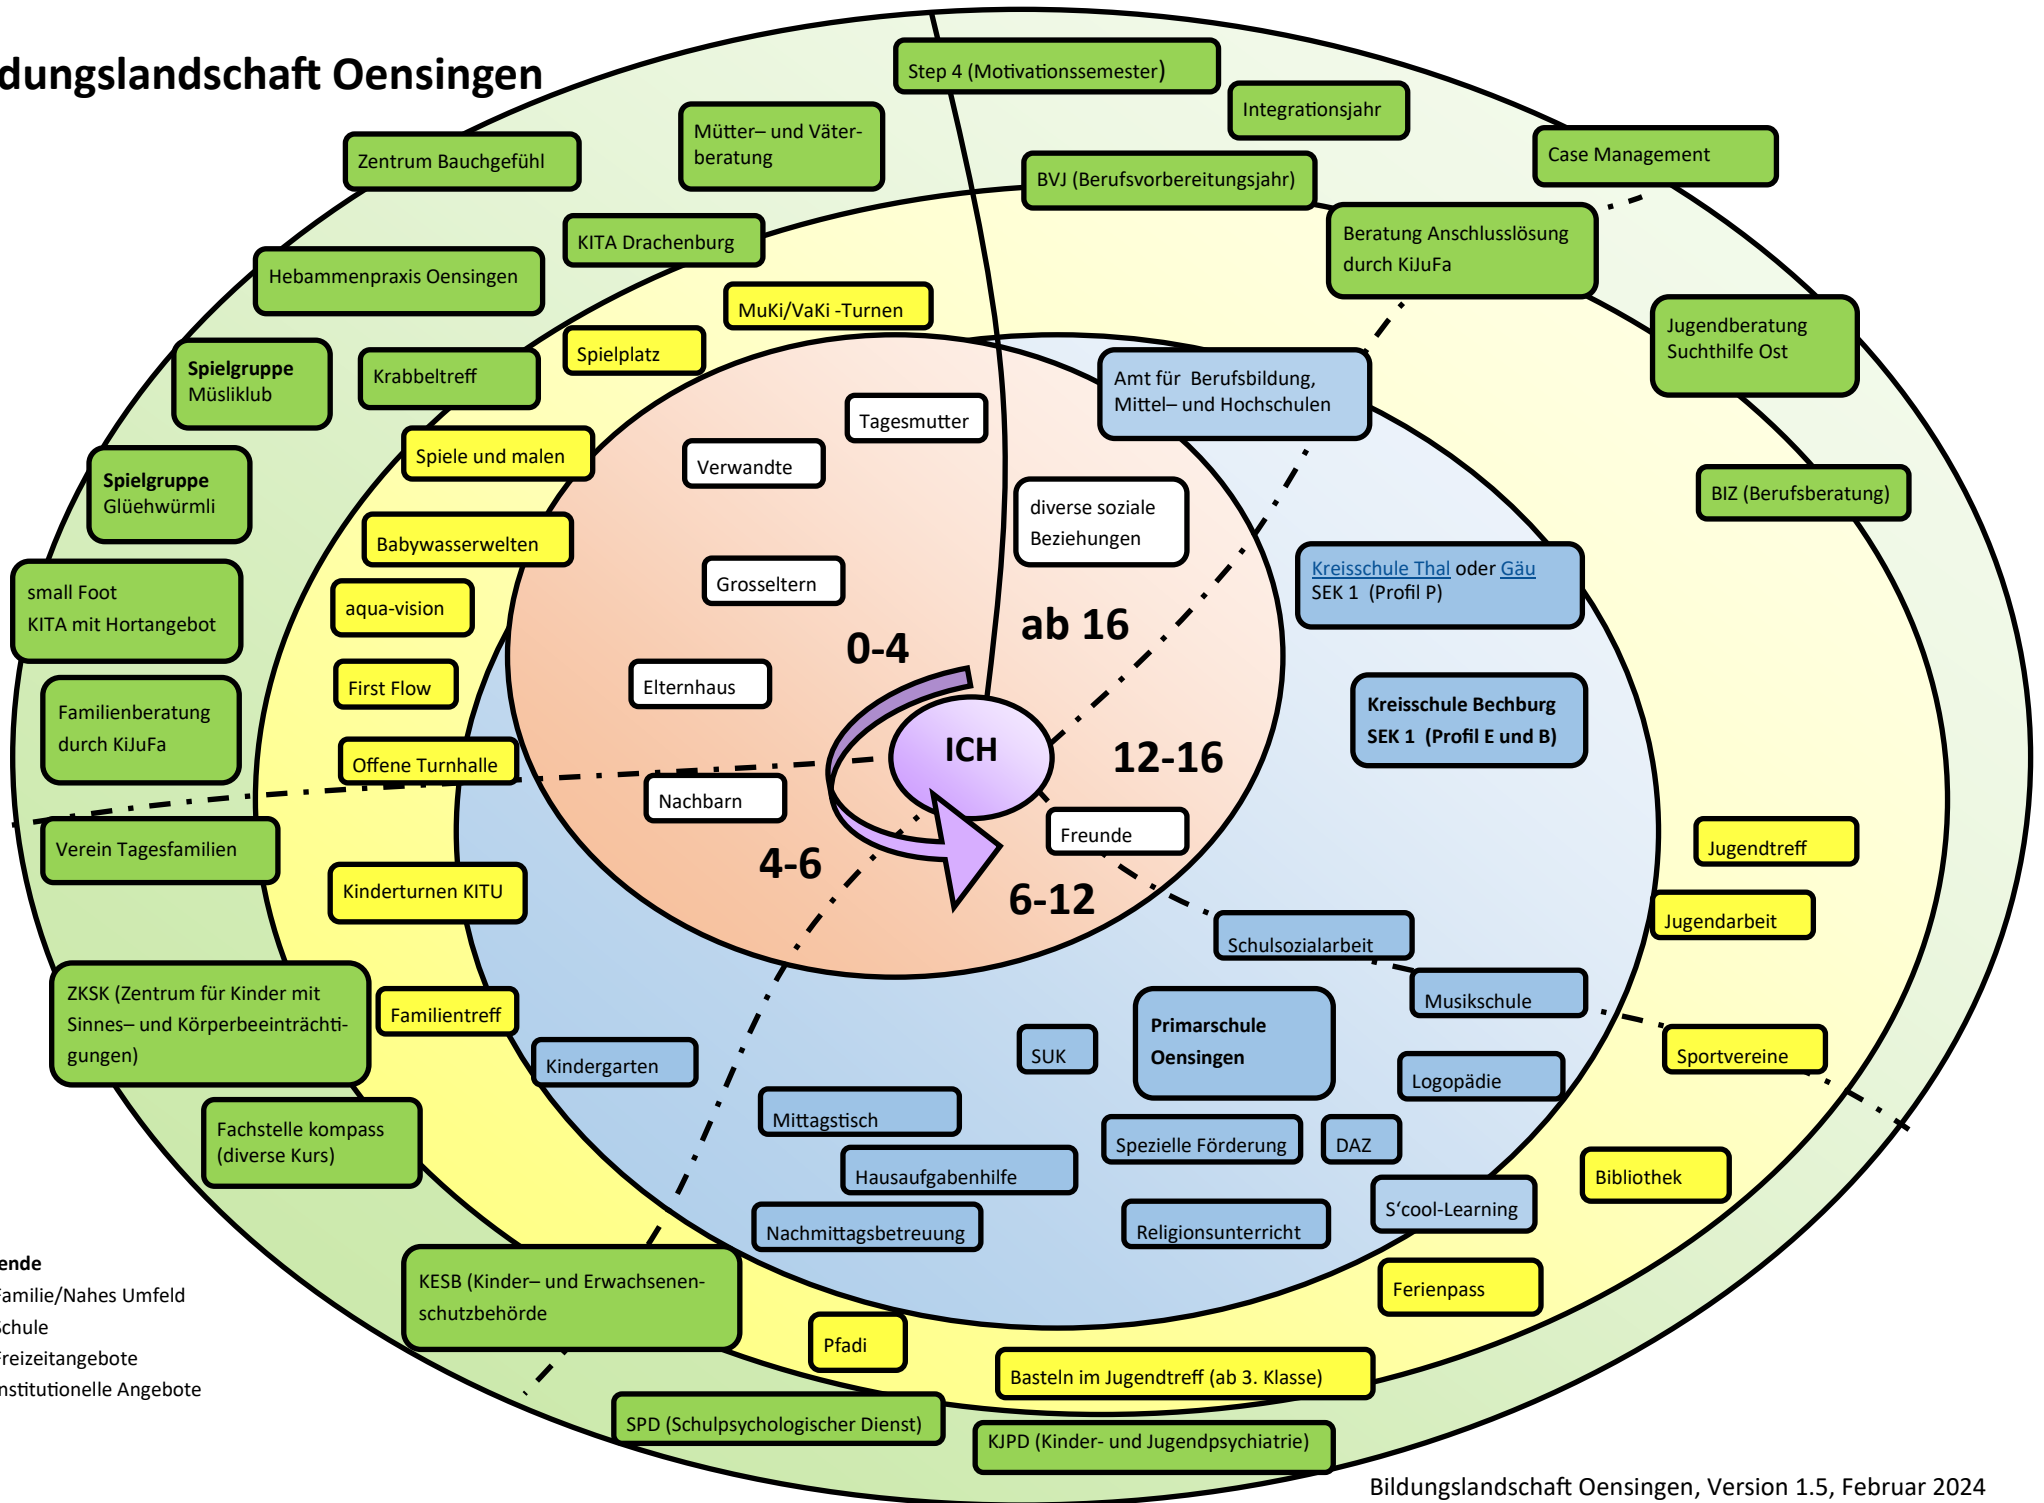 dungslandschaft Oensingen
Step 4 (Motivationssemester)
Integrationsjahr
Mütter– und Väter-
beratung
Zentrum Bauchgefühl
Case Management
BVJ (Berufsvorbereitungsjahr)
KITA Drachenburg
Beratung Anschlusslösung
durch KiJuFa
Hebammenpraxis Oensingen
MuKi/VaKi -Turnen
Jugendberatung
Suchthilfe Ost
Spielplatz
Spielgruppe
Müsliklub
Krabbeltreff
Amt für Berufsbildung,
Mittel– und Hochschulen
Tagesmutter
Spiele und malen
Verwandte
Spielgruppe
Glüehwürmli
BIZ (Berufsberatung)
diverse soziale
Beziehungen
Babywasserwelten
Grosseltern
Kreisschule Thal oder Gäu
SEK 1 (Profil P)
small Foot
KITA mit Hortangebot
aqua-vision
ab 16
0-4
First Flow
Elternhaus
Familienberatung
durch KiJuFa
Kreisschule Bechburg
SEK 1 (Profil E und B)
ICH
12-16
Offene Turnhalle
Nachbarn
Freunde
Verein Tagesfamilien
Jugendtreff
4-6
6-12
Kinderturnen KITU
Jugendarbeit
Schulsozialarbeit
ZKSK (Zentrum für Kinder mit
Sinnes– und Körperbeeinträchti-
gungen)
Familientreff
Musikschule
Primarschule
Oensingen
SUK
Sportvereine
Kindergarten
Logopädie
Mittagstisch
Fachstelle kompass
(diverse Kurs)
Spezielle Förderung
DAZ
Hausaufgabenhilfe
Bibliothek
S‘cool-Learning
Nachmittagsbetreuung
Religionsunterricht
KESB (Kinder– und Erwachsenen-
schutzbehörde
Ferienpass
Pfadi
Basteln im Jugendtreff (ab 3. Klasse)
SPD (Schulpsychologischer Dienst)
KJPD (Kinder- und Jugendpsychiatrie)
ende
Familie/Nahes Umfeld
Schule
Freizeitangebote
nstitutionelle Angebote
Bildungslandschaft Oensingen, Version 1.5, Februar 2024